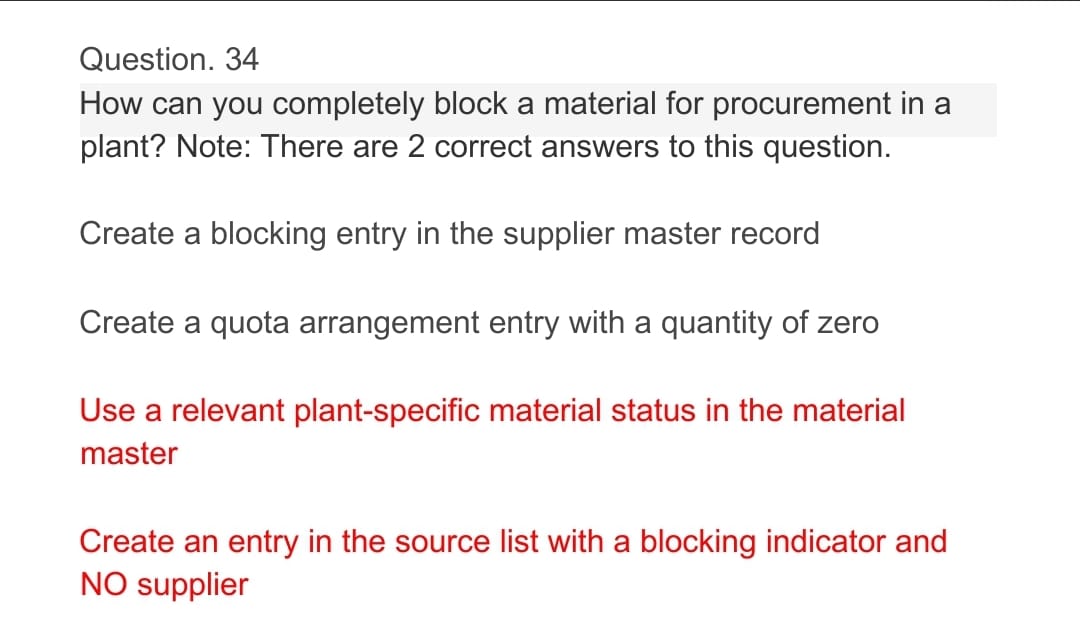 Question. 34
How can you completely block a material for procurement in a
plant? Note: There are 2 correct answers to this question.
Create a blocking entry in the supplier master record
Create a quota arrangement entry with a quantity of zero
Use a relevant plant-specific material status in the material
master
Create an entry in the source list with a blocking indicator and
NO supplier